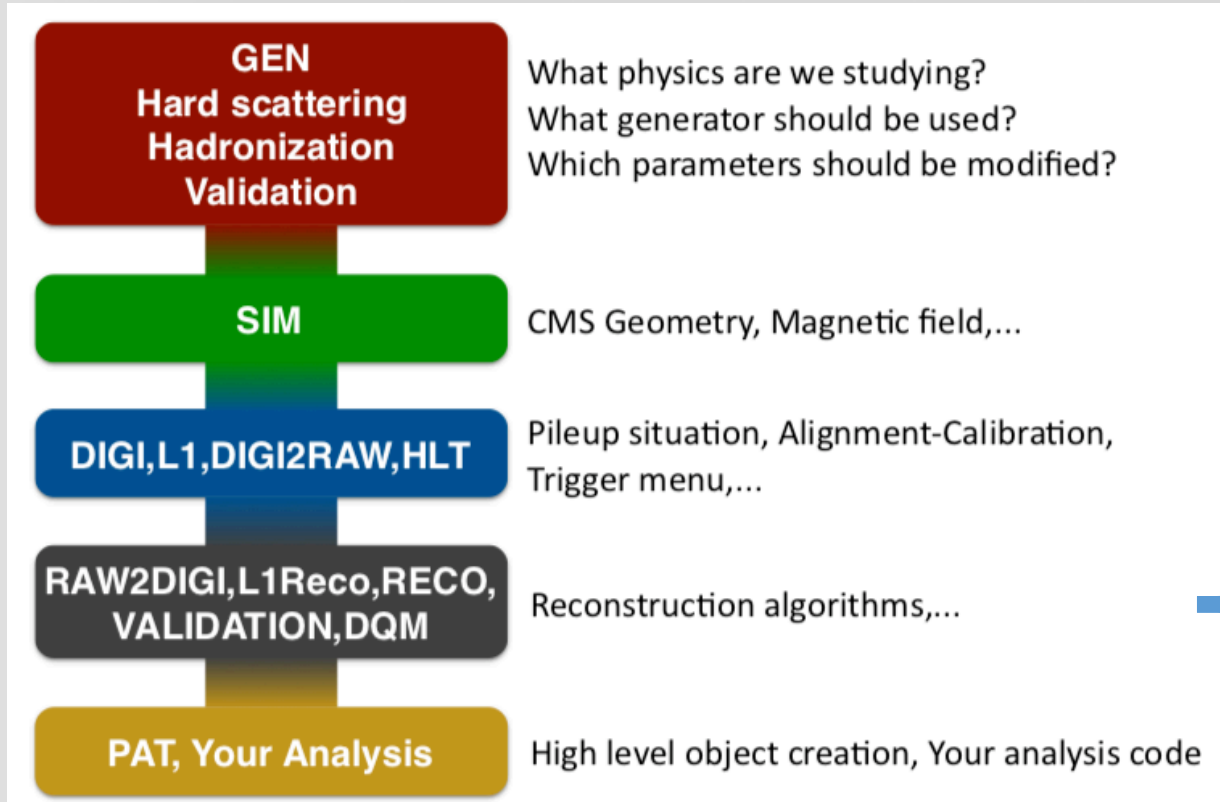 GEN
Hard scattering
Hadronization
Validation
What physics are we studying?
What generator should be used?
Which parameters should be modified?
SIM
CMS Geometry, Magnetic field,...
DIGI,L1,DIGI2RAW,HLT
Pileup situation, Alignment-Calibration,
Trigger menu,...
RAW2DIGI,L1Reco,RECO,
VALIDATION,DQM
Reconstruction algorithms,...
PAT, Your Analysis
High level object creation, Your analysis code